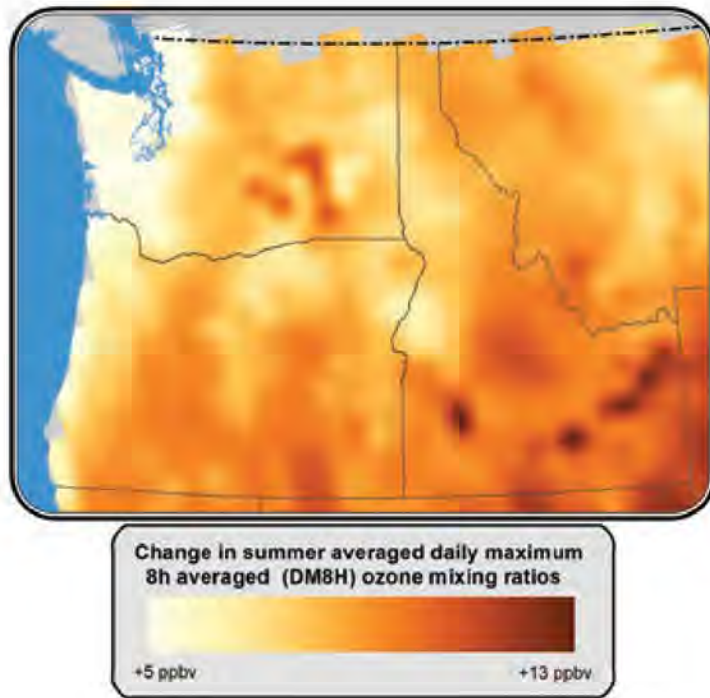 Change in summer averaged daily maximum
8h averaged (DM8H) ozone mixing ratios
+5 ppbv
+13 ppbv